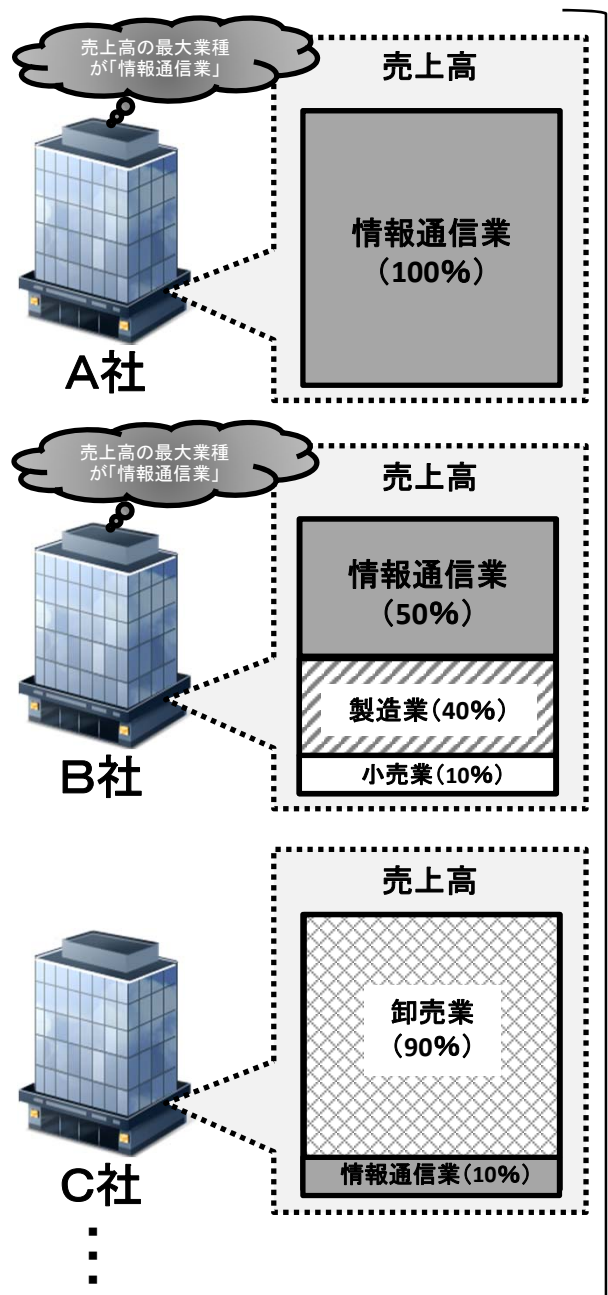 売上高の最大業種
が「情報通信業」
売上高
情報通信業
（100%）
A社
売上高の最大業種
が「情報通信業」
売上高
情報通信業
（50%）
製造業（40%）
小売業（10%）
B社
売上高
卸売業
（90%）
情報通信業（10%）
C社